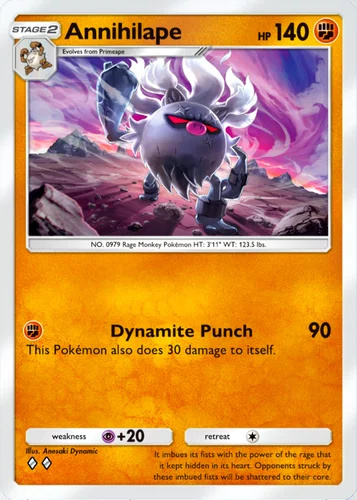 STAGE 2 Annihilape HP 140
Evolves from Primeape
NO. 0979 Rage Monkey Pokémon HT: 3'11" WT: 123.5 lbs.
Dynamite Punch 90
This Pokémon also does 30 damage to itself.
weakness +20 retreat
Illus. Anesaki Dynamic
It imbues its fists with the power of the rage that
it kept hidden in its heart. Opponents struck by
these imbued fists will be shattered to their core.